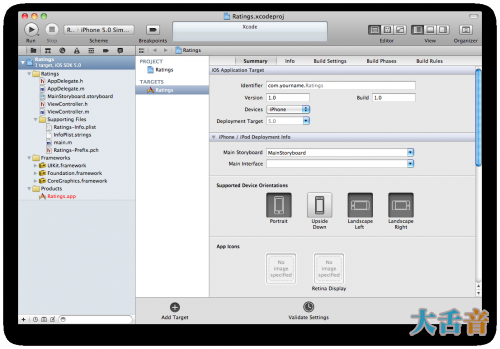 Ratings.xcodeproj
Xcode
R... iPhone 5.0 Sim...
Run Stop Scheme Breakpoints Editor View Organizer
Ratings
Ratings
1 target, iOS SDK 5.0
Ratings
AppDelegate.h
AppDelegate.m
MainStoryboard.storyboard
ViewController.h
ViewController.m
Supporting Files
Ratings-Info.plist
InfoPlist.strings
main.m
Ratings-Prefix.pch
Frameworks
UIKit.framework
Foundation.framework
CoreGraphics.framework
Products
Ratings.app
PROJECT
Ratings
TARGETS
Ratings
Summary Info Build Settings Build Phases Build Rules
iOS Application Target
Identifier com.yourname.Ratings
Version 1.0 Build 1.0
Devices iPhone
Deployment Target 5.0
iPhone / iPod Deployment Info
Main Storyboard MainStoryboard
Main Interface
Supported Device Orientations
Portrait Upside Down Landscape Left Landscape Right
App Icons
No image specified No image specified
Retina Display
Add Target Validate Settings
大舌音